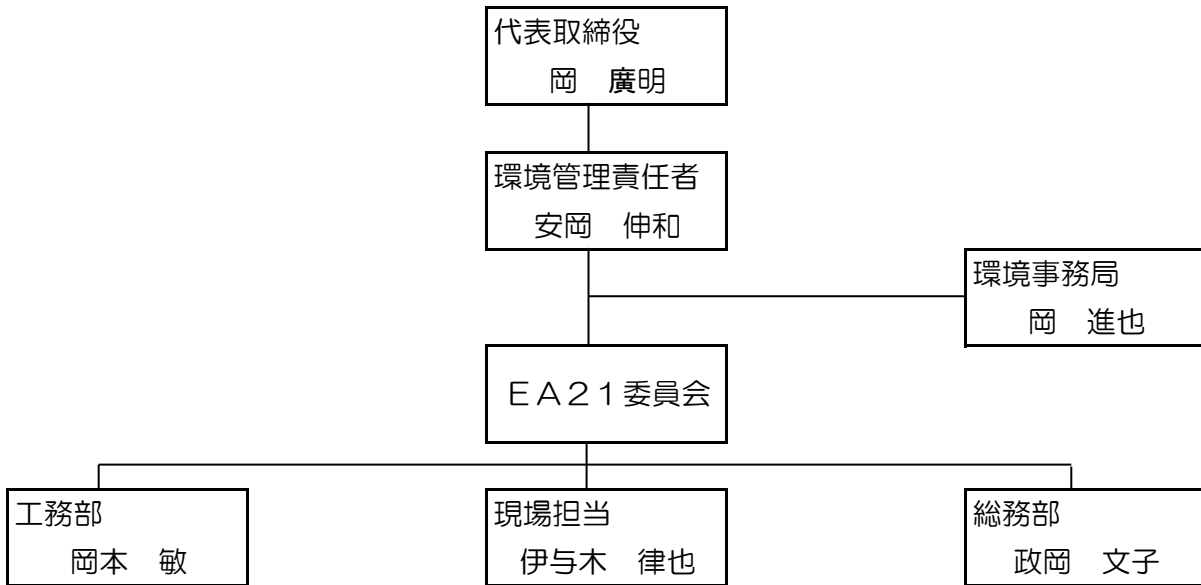 代表取締役
岡　廣明
環境管理責任者
安岡　伸和
環境事務局
岡　進也
ＥＡ２１委員会
工務部
岡本　敏
現場担当
伊与木　律也
総務部
政岡　文子